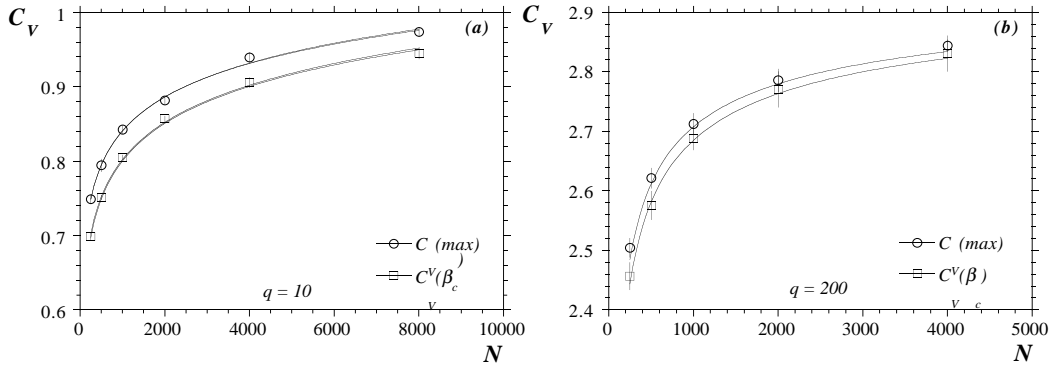 C_V
1
0.9
0.8
0.7
0.6
(a)
C (max)
C^V(β_c)
V
q = 10
0 2000 4000 6000 8000 10000
N
C_V
2.9
2.8
2.7
2.6
2.5
2.4
(b)
C (max)
C^V(β )
V c
q = 200
0 1000 2000 3000 4000 5000
N